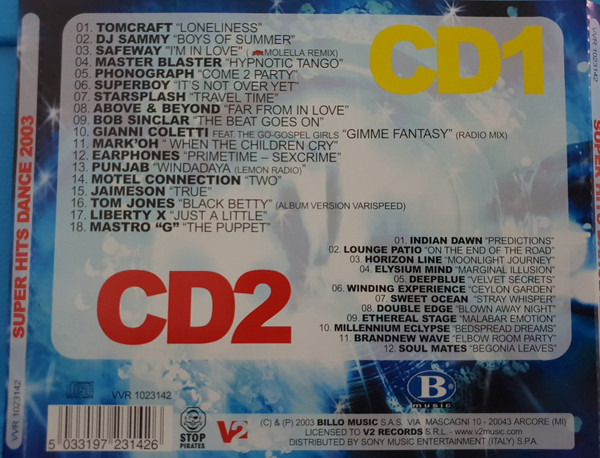 01. TOMCRAFT “LONELINESS”
02. DJ SAMMY “BOYS OF SUMMER”
03. SAFEWAY “I'M IN LOVE” ( MOLELLA REMIX)
04. MASTER BLASTER “HYPNOTIC TANGO”
05. PHONOGRAPH “COME 2 PARTY”
06. SUPERBOY “IT'S NOT OVER YET”
07. STARSPLASH “TRAVEL TIME”
08. ABOVE & BEYOND “FAR FROM IN LOVE”
09. BOB SINCLAR “THE BEAT GOES ON”
10. GIANNI COLETTI FEAT. THE GO-GOSPEL GIRLS “GIMME FANTASY” (RADIO MIX)
11. MARK'OH “ WHEN THE CHILDREN CRY”
12. EARPHONES “PRIMETIME – SEXCRIME”
13. PUNJAB “WINDADAYA (LEMON RADIO)”
14. MOTEL CONNECTION “TWO”
15. JAIMESON “TRUE”
16. TOM JONES “BLACK BETTY” (ALBUM VERSION VARISPEED)
17. LIBERTY X “JUST A LITTLE”
18. MASTRO “G” “THE PUPPET”
CD1
CD2
01. INDIAN DAWN “PREDICTIONS”
02. LOUNGE PATIO “ON THE END OF THE ROAD”
03. HORIZON LINE “MOONLIGHT JOURNEY”
04. ELYSIUM MIND “MARGINAL ILLUSION”
05. DEEPBLUE “VELVET SECRETS”
06. WINDING EXPERIENCE “CEYLON GARDEN”
07. SWEET OCEAN “STRAY WHISPER”
08. DOUBLE EDGE “BLOWN AWAY NIGHT”
09. ETHEREAL STAGE “MALABAR EMOTION”
10. MILLENNIUM ECLYPSE “BEDSPREAD DREAMS”
11. BRANDNEW WAVE “ELBOW ROOM PARTY”
12. SOUL MATES “BEGONIA LEAVES”
SUPER HITS DANCE 2003
VVR 1023142
VVR 1023142
VVR 1023142
5 033197 231426
STOP
PIRATES
V2
B
music
(C) & (P) 2003 BILLO MUSIC S.A.S. VIA MASCAGNI 10 - 20043 ARCORE (MI)
LICENSED TO V2 RECORDS S.R.L. - www.v2music.com
DISTRIBUTED BY SONY MUSIC ENTERTAINMENT (ITALY) S.P.A.